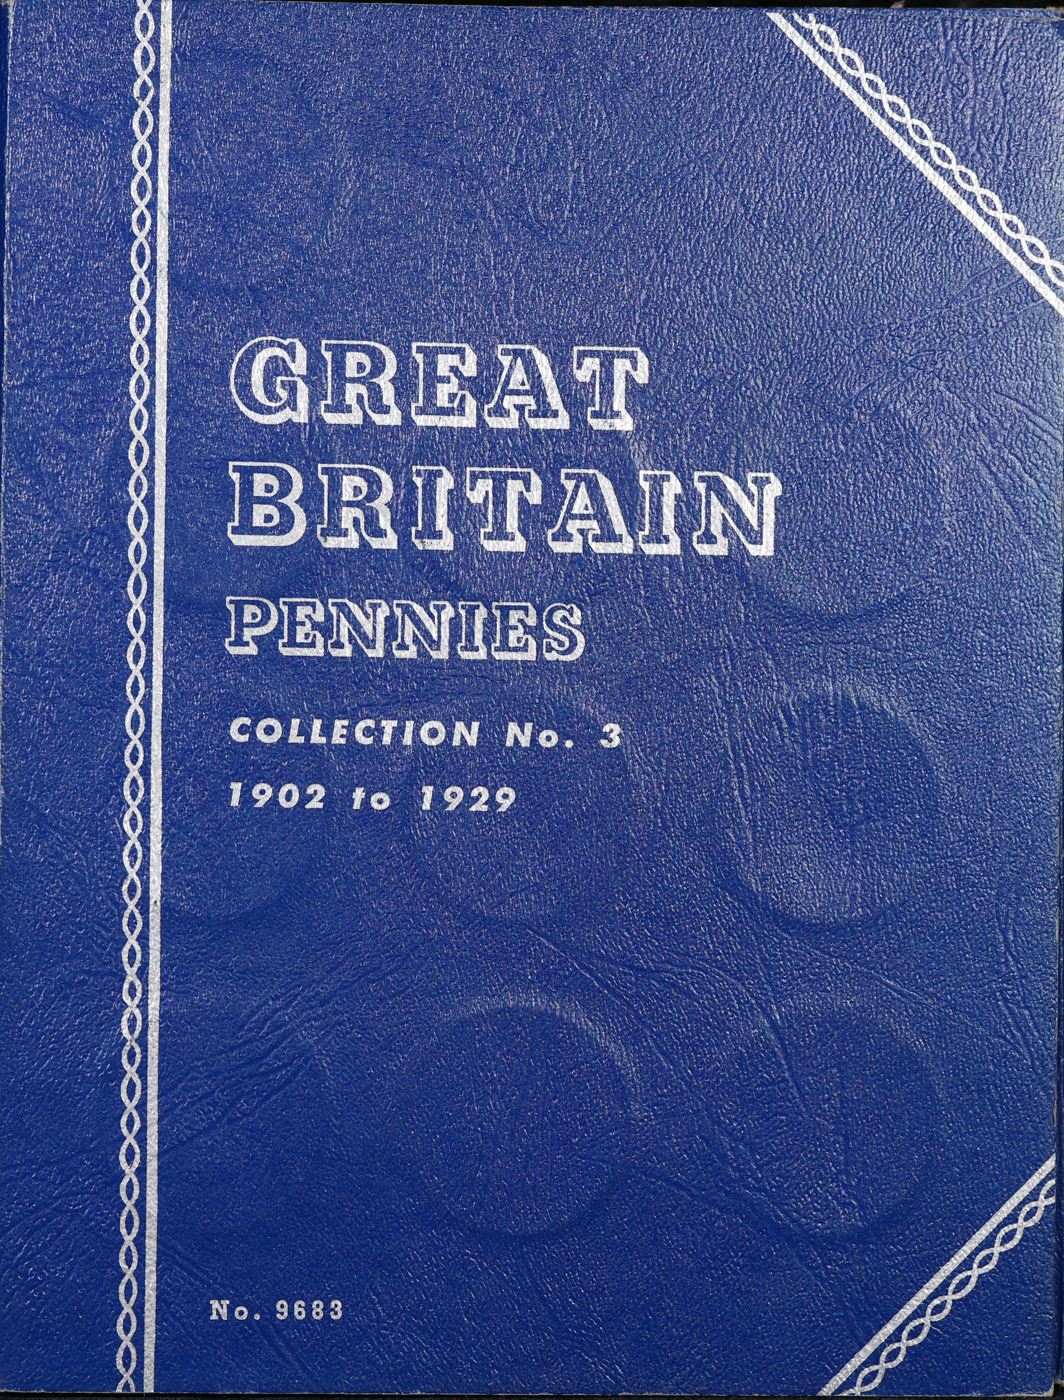 GREAT
BRITAIN
PENNIES
COLLECTION No. 3
1902 to 1929
No. 9683